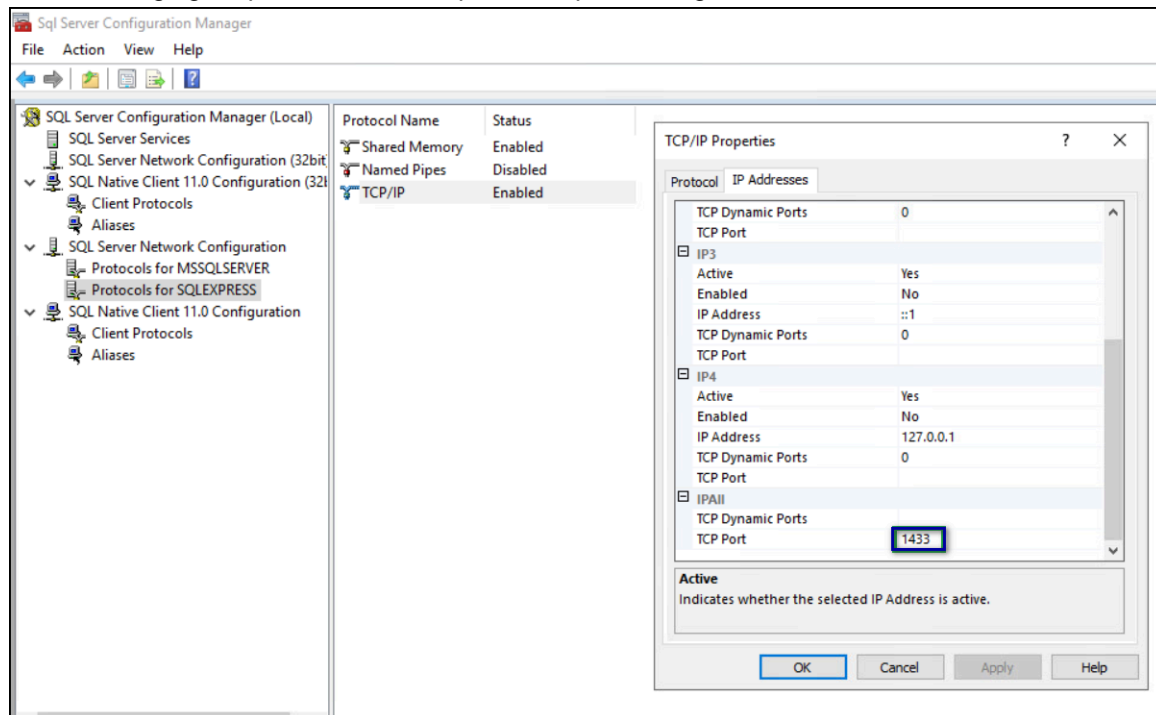 Sql Server Configuration Manager
File Action View Help
SQL Server Configuration Manager (Local)
SQL Server Services
SQL Server Network Configuration (32bit
SQL Native Client 11.0 Configuration (32b
Client Protocols
Aliases
SQL Server Network Configuration
Protocols for MSSQLSERVER
Protocols for SQLEXPRESS
SQL Native Client 11.0 Configuration
Client Protocols
Aliases
Protocol Name Status
Shared Memory Enabled
Named Pipes Disabled
TCP/IP Enabled
TCP/IP Properties ? ×
Protocol IP Addresses
TCP Dynamic Ports 0
TCP Port
IP3
Active Yes
Enabled No
IP Address ::1
TCP Dynamic Ports 0
TCP Port
IP4
Active Yes
Enabled No
IP Address 127.0.0.1
TCP Dynamic Ports 0
TCP Port
IPAll
TCP Dynamic Ports
TCP Port 1433
Active
Indicates whether the selected IP Address is active.
OK Cancel Apply Help